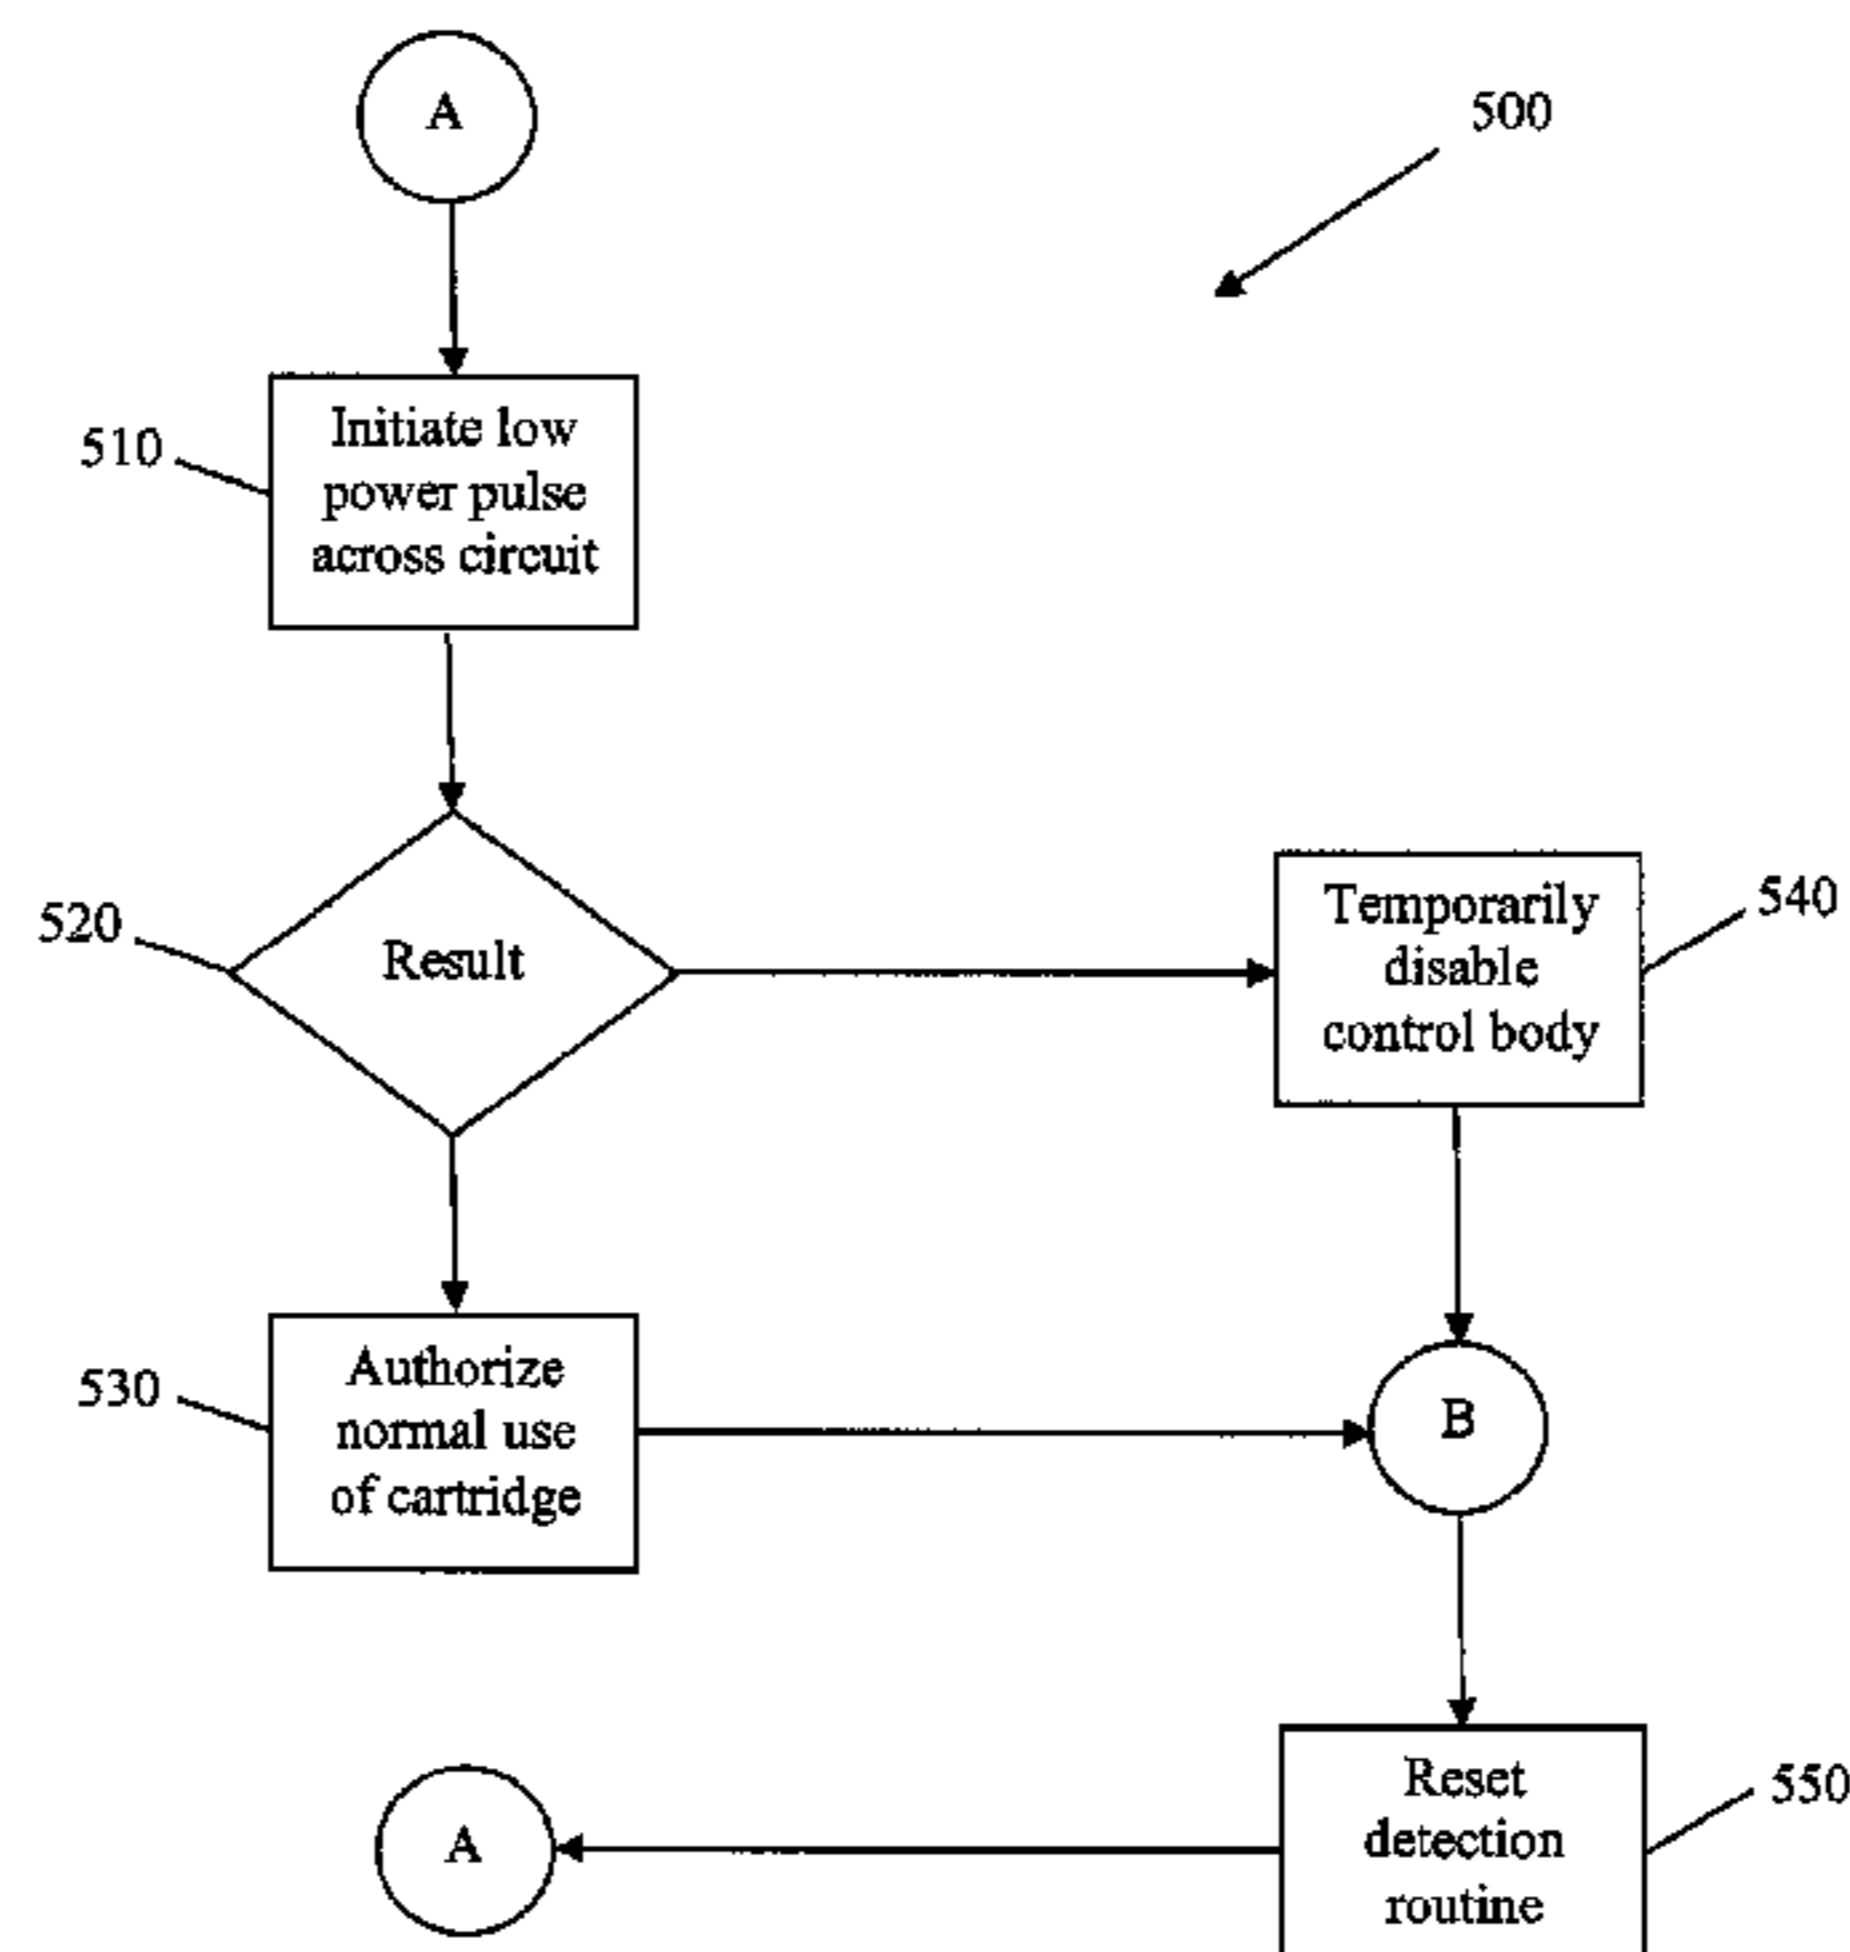 A
500
510
Initiate low
power pulse
across circuit
520
Result
Temporarily
disable
control body
540
530
Authorize
normal use
of cartridge
B
A
Reset
detection
routine
550